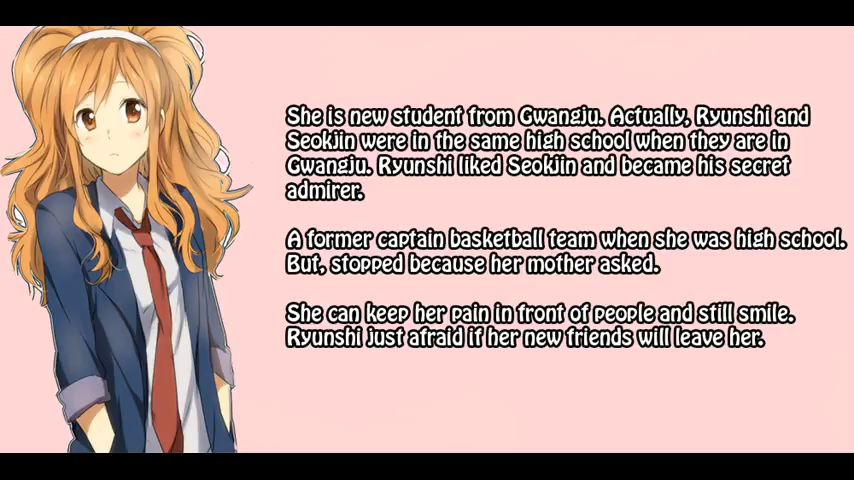 She is new student from Gwangju. Actually, Ryunshi and
Seokjin were in the same high school when they are in
Gwangju. Ryunshi liked Seokjin and became his secret
admirer.
A former captain basketball team when she was high school.
But, stopped because her mother asked.
She can keep her pain in front of people and still smile.
Ryunshi just afraid if her new friends will leave her.